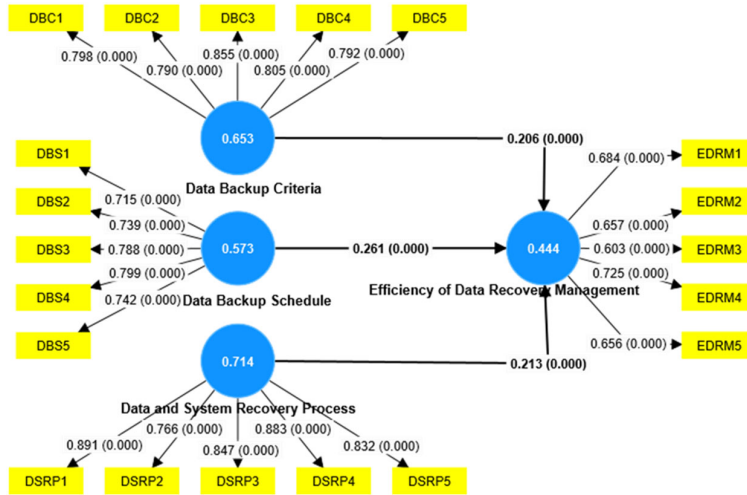 DBC1 DBC2 DBC3 DBC4 DBC5
0.798 (0.000) 0.790 (0.000) 0.855 (0.000) 0.805 (0.000) 0.792 (0.000)
0.653
Data Backup Criteria
0.206 (0.000)
DBS1
DBS2
DBS3
DBS4
DBS5
0.715 (0.000)
0.739 (0.000)
0.788 (0.000)
0.799 (0.000)
0.742 (0.000)
0.573
Data Backup Schedule
0.261 (0.000)
0.444
Efficiency of Data Recovery Management
0.684 (0.000)
0.657 (0.000)
0.603 (0.000)
0.725 (0.000)
0.656 (0.000)
EDRM1
EDRM2
EDRM3
EDRM4
EDRM5
0.714
Data and System Recovery Process
0.213 (0.000)
0.891 (0.000) 0.766 (0.000) 0.847 (0.000) 0.883 (0.000) 0.832 (0.000)
DSRP1 DSRP2 DSRP3 DSRP4 DSRP5